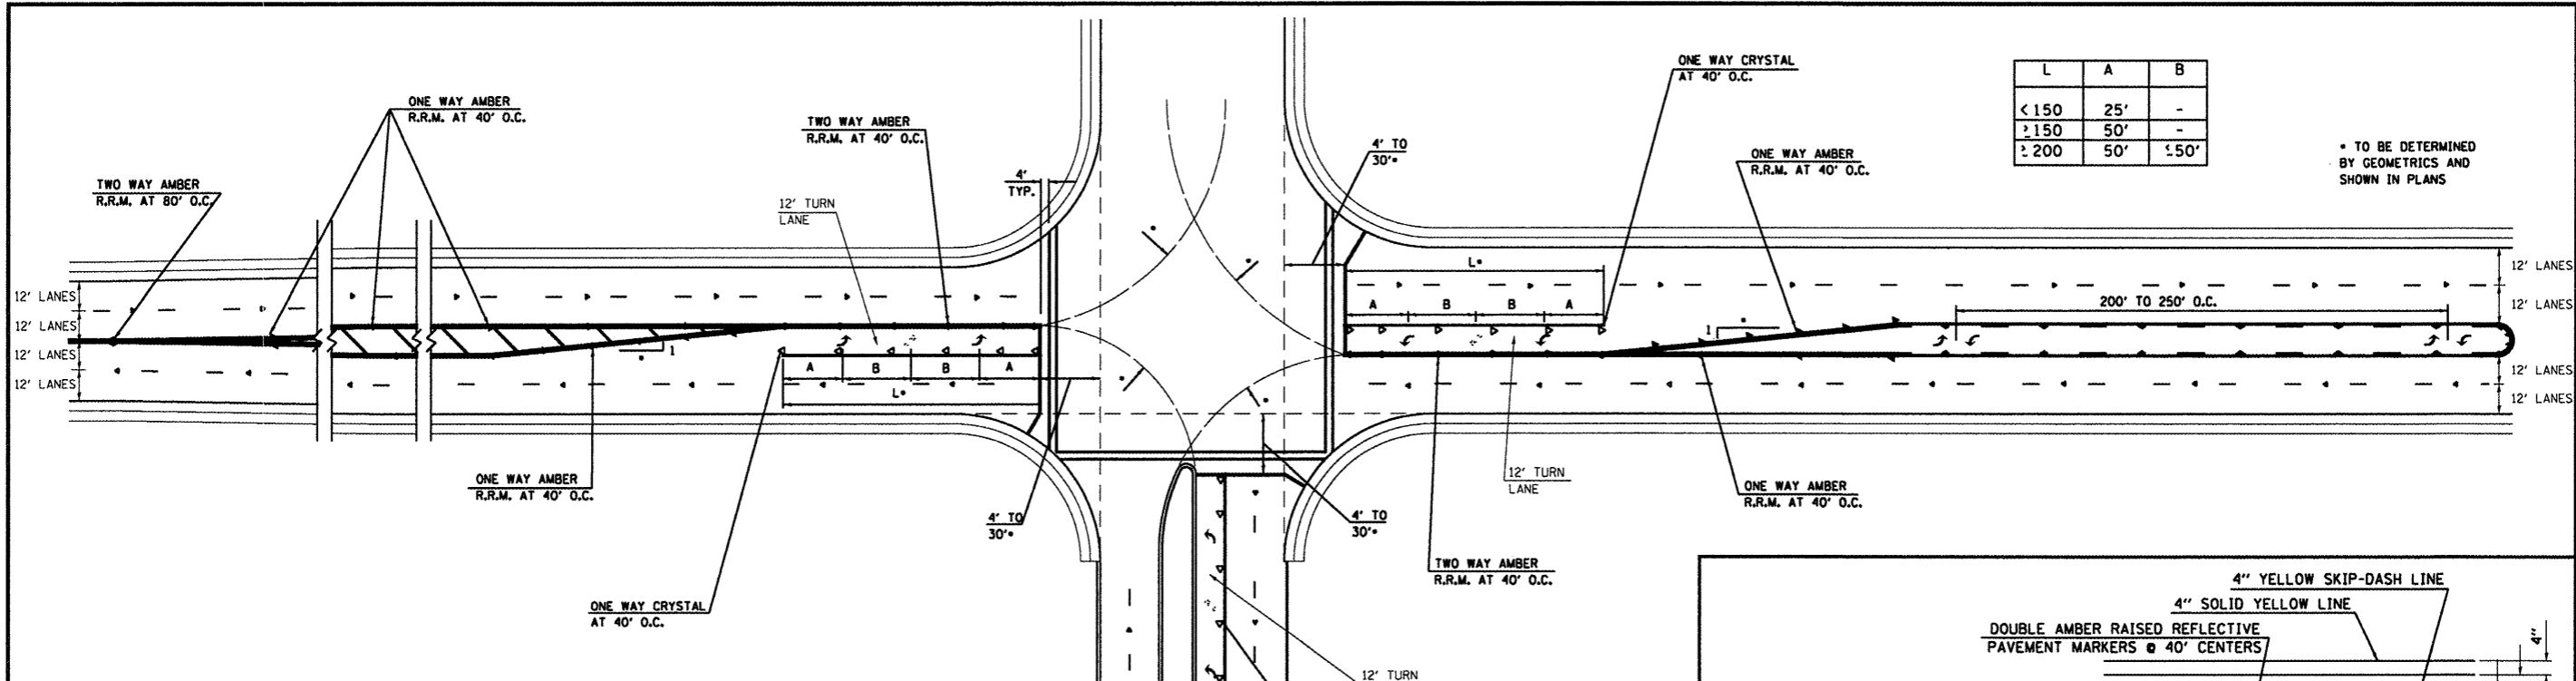 ONE WAY CRYSTAL
AT 40' O.C.
L A B
<150 25' -
≥150 50' -
≥200 50' ≤50'
ONE WAY AMBER
R.R.M. AT 40' O.C.
TWO WAY AMBER
R.R.M. AT 40' O.C.
4' TO
30'*
* TO BE DETERMINED
BY GEOMETRICS AND
SHOWN IN PLANS
ONE WAY AMBER
R.R.M. AT 40' O.C.
TWO WAY AMBER
R.R.M. AT 80' O.C.
4'
TYP.
12' TURN
LANE
12' LANES
12' LANES
12' LANES
12' LANES
L*
A B B A
200' TO 250' O.C.
12' LANES
12' LANES
12' LANES
12' LANES
*
*
*
1
*
1
*
*
A B B A
L*
ONE WAY AMBER
R.R.M. AT 40' O.C.
12' TURN
LANE
ONE WAY AMBER
R.R.M. AT 40' O.C.
4' TO
30'*
4' TO
30'*
TWO WAY AMBER
R.R.M. AT 40' O.C.
ONE WAY CRYSTAL
AT 40' O.C.
4" YELLOW SKIP-DASH LINE
4" SOLID YELLOW LINE
DOUBLE AMBER RAISED REFLECTIVE
PAVEMENT MARKERS @ 40' CENTERS
4"
12' TURN